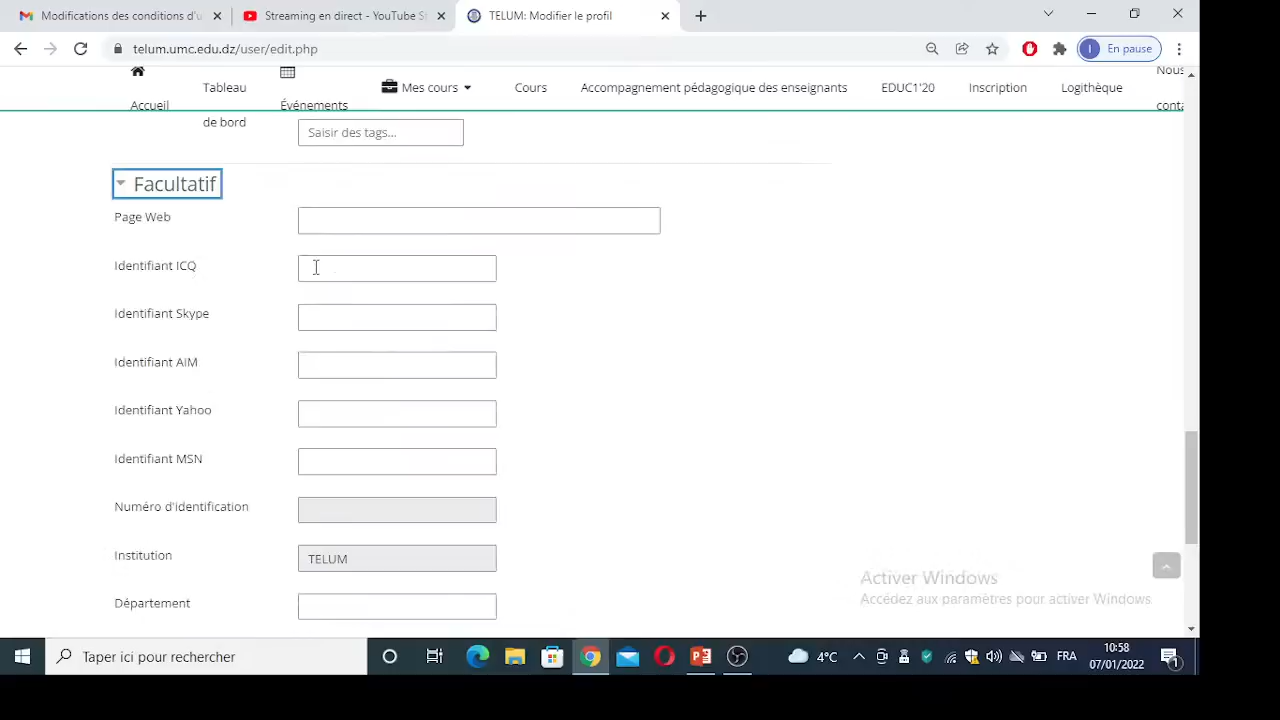 Modifications des conditions d'u
Streaming en direct - YouTube St
TELUM: Modifier le profil
telum.umc.edu.dz/user/edit.php
I En pause
Accueil
Tableau de bord
Événements
Mes cours
Cours
Accompagnement pédagogique des enseignants
EDUC1'20
Inscription
Logithèque
Nous
conta
Saisir des tags...
Facultatif
Page Web
Identifiant ICQ
Identifiant Skype
Identifiant AIM
Identifiant Yahoo
Identifiant MSN
Numéro d'identification
Institution
TELUM
Département
Activer Windows
Accédez aux paramètres pour activer Windows.
Taper ici pour rechercher
4°C
FRA
10:58
07/01/2022
1